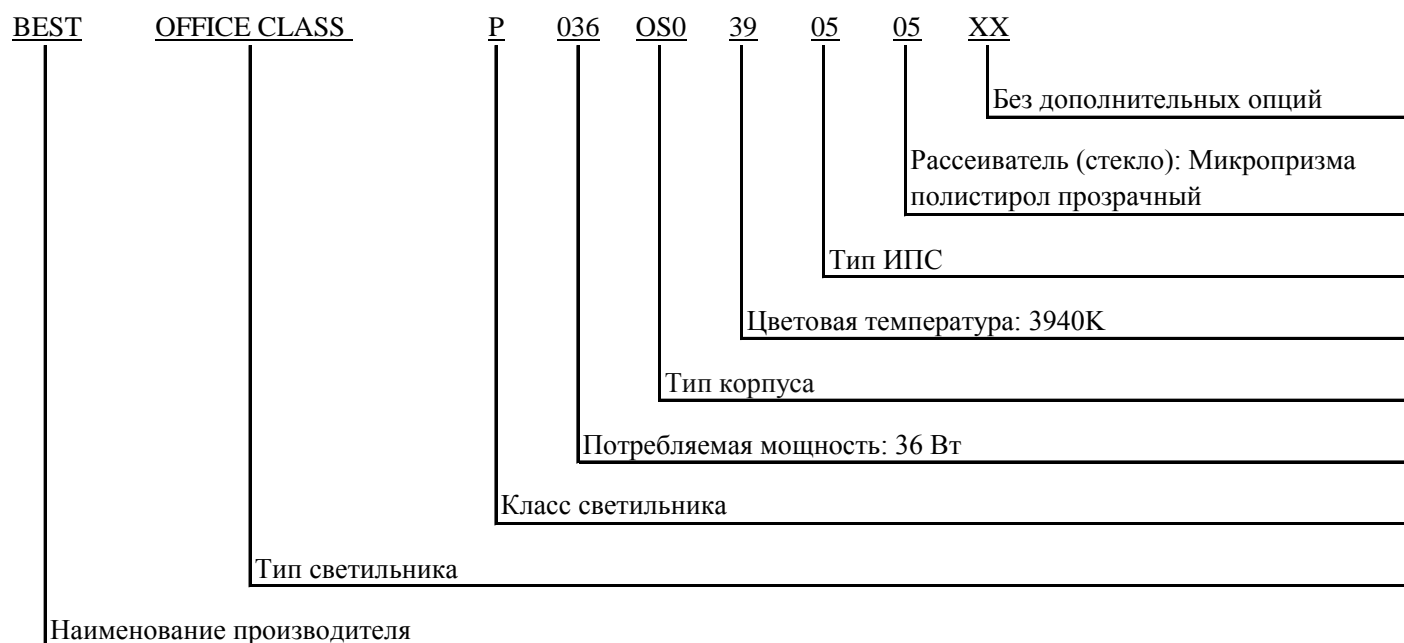 BEST OFFICE CLASS P 036 OS0 39 05 05 XX
Без дополнительных опций
Рассеиватель (стекло): Микропризма
полистирол прозрачный
Тип ИПС
Цветовая температура: 3940K
Тип корпуса
Потребляемая мощность: 36 Вт
Класс светильника
Тип светильника
Наименование производителя